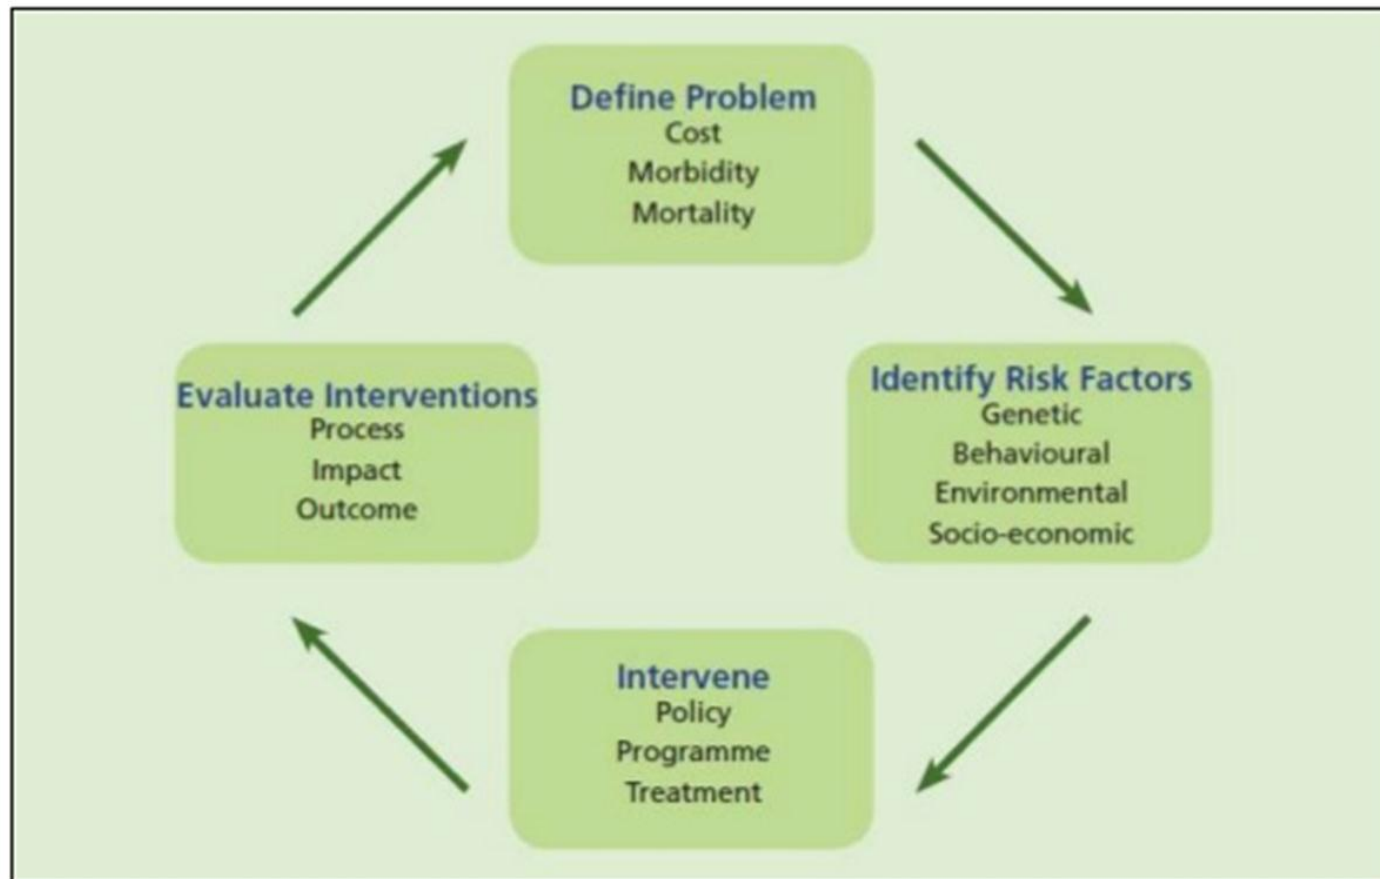 Define Problem
Cost
Morbidity
Mortality
Identify Risk Factors
Genetic
Behavioural
Environmental
Socio-economic
Intervene
Policy
Programme
Treatment
Evaluate Interventions
Process
Impact
Outcome